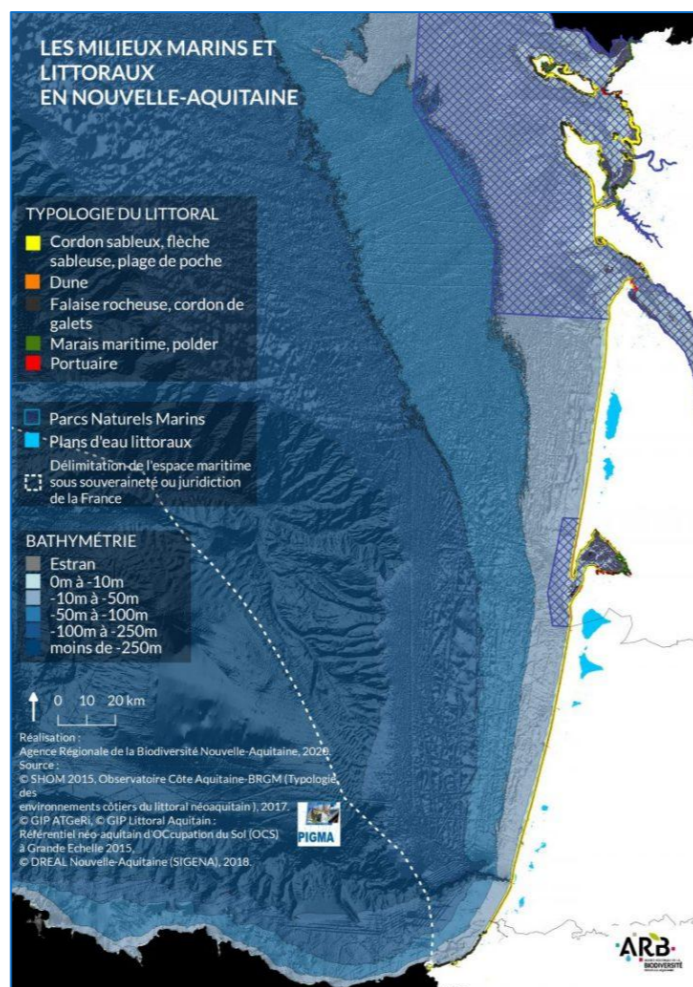 LES MILIEUX MARINS ET
LITTORAUX
EN NOUVELLE-AQUITAINE
TYPOLOGIE DU LITTORAL
Cordon sableux, flèche
sableuse, plage de poche
Dune
Falaise rocheuse, cordon de
galets
Marais maritime, polder
Portuaire
Parcs Naturels Marins
Plans d'eau littoraux
Délimitation de l'espace maritime
sous souveraineté ou juridiction
de la France
BATHYMÉTRIE
Estran
0m à -10m
-10m à -50m
-50m à -100m
-100m à -250m
moins de -250m
0 10 20 km
Réalisation :
Agence Régionale de la Biodiversité Nouvelle-Aquitaine, 2020.
Source :
© SHOM 2015, Observatoire Côte Aquitaine-BRGM (Typologie
des
environnements côtiers du littoral néoaquitain ), 2017.
© GIP ATGeRi, © GIP Littoral Aquitain :
Référentiel néo-aquitain d'OCcupation du Sol (OCS)
à Grande Echelle 2015,
© DREAL Nouvelle-Aquitaine (SIGENA), 2018.
PIGMA
ARB
BIODIVERSITÉ